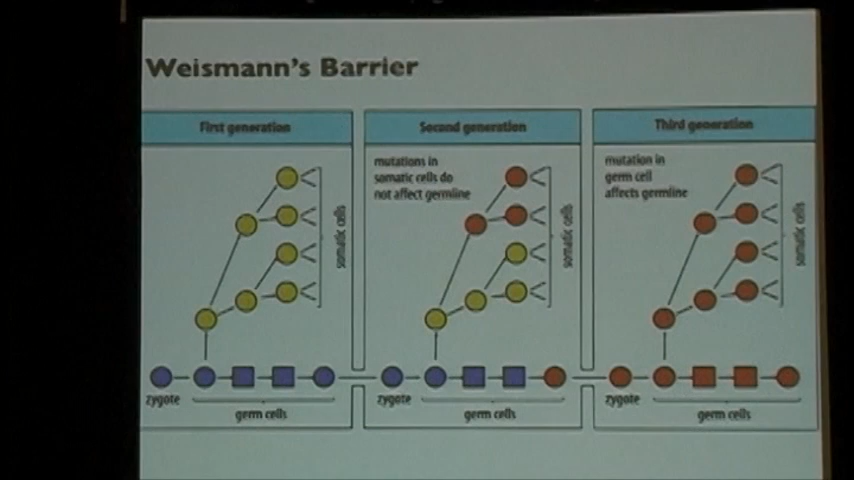 Weismann's Barrier
First generation
Second generation
Third generation
mutations in
somatic cells do
not affect germline
mutation in
germ cell
affects germline
somatic cells
somatic cells
somatic cells
zygote
germ cells
zygote
germ cells
zygote
germ cells